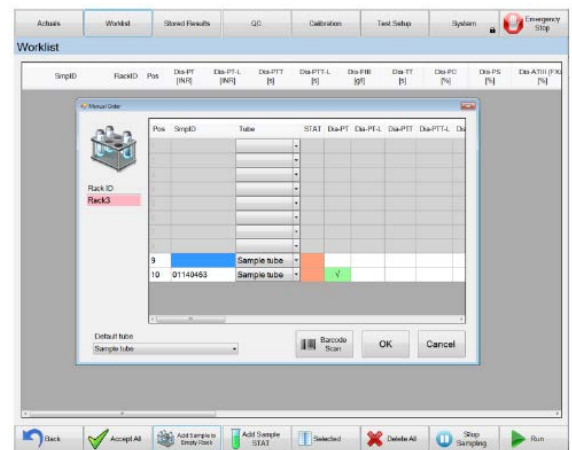 Actuals Worklist Stored Results QC Calibration Test Setup System Emergency Stop
Worklist
SmplD RackID Pos Dia-PT [INR] Dia-PT-L [INR] Dia-PTT [s] Dia-PTT-L [s] Dia-FIB [g/l] Dia-TT [s] Dia-PC [%] Dia-PS [%] Dia-ATIII (FXa [%]
Manual Order
Pos SmplD Tube STAT Dia-PT Dia-PT-L Dia-PTT Dia-PTT-L Dia
Rack ID
Rack3
9 Sample tube
10 01140463 Sample tube √
Default tube
Sample tube
Barcode Scan OK Cancel
Back Accept All Add Sample to Empty Rack Add Sample STAT Selected Delete All Stop Sampling Run